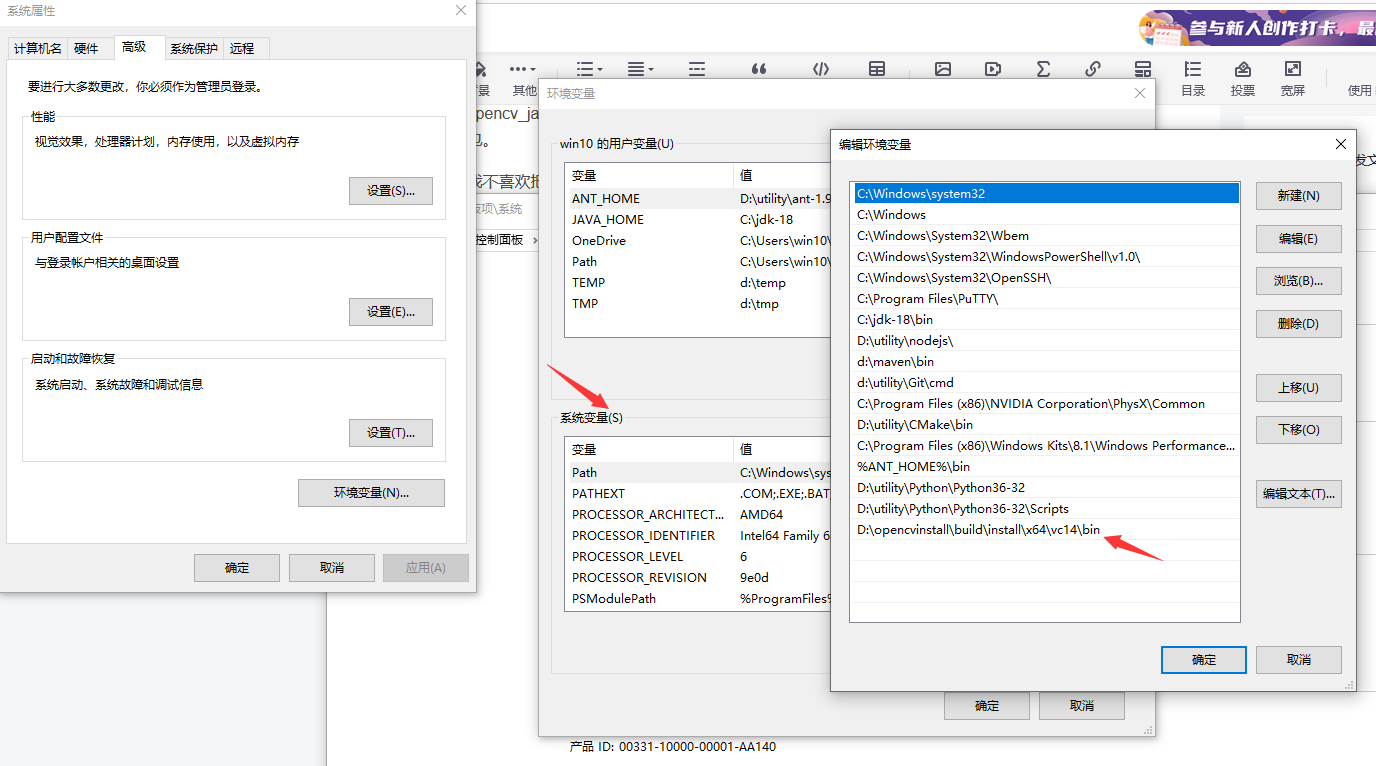 系统属性
计算机名
硬件
高级
系统保护
远程
要进行大多数更改，你必须作为管理员登录。
性能
视觉效果，处理器计划，内存使用，以及虚拟内存
设置(S)...
用户配置文件
与登录帐户相关的桌面设置
设置(E)...
启动和故障恢复
系统启动、系统故障和调试信息
设置(T)...
环境变量(N)...
确定
取消
应用(A)
参与新人创作打卡，最
其他
目录
投票
宽屏
使用
pencv_ja
包。
我不喜欢把
板项\系统
控制面板
发文
环境变量
win10 的用户变量(U)
变量 值
ANT_HOME D:\utility\ant-1.9
JAVA_HOME C:\jdk-18
OneDrive C:\Users\win10\
Path C:\Users\win10\
TEMP d:\temp
TMP d:\tmp
系统变量(S)
变量 值
Path C:\Windows\sys
PATHEXT .COM;.EXE;.BAT
PROCESSOR_ARCHITECT... AMD64
PROCESSOR_IDENTIFIER Intel64 Family 6
PROCESSOR_LEVEL 6
PROCESSOR_REVISION 9e0d
PSModulePath %ProgramFiles%
确定
取消
编辑环境变量
C:\Windows\system32
C:\Windows
C:\Windows\System32\Wbem
C:\Windows\System32\WindowsPowerShell\v1.0\
C:\Windows\System32\OpenSSH\
C:\Program Files\PuTTY\
C:\jdk-18\bin
D:\utility\nodejs\
d:\maven\bin
d:\utility\Git\cmd
C:\Program Files (x86)\NVIDIA Corporation\PhysX\Common
D:\utility\CMake\bin
C:\Program Files (x86)\Windows Kits\8.1\Windows Performance...
%ANT_HOME%\bin
D:\utility\Python\Python36-32
D:\utility\Python\Python36-32\Scripts
D:\opencvinstall\build\install\x64\vc14\bin
新建(N)
编辑(E)
浏览(B)...
删除(D)
上移(U)
下移(O)
编辑文本(T)...
确定
取消
产品 ID: 00331-10000-00001-AA140